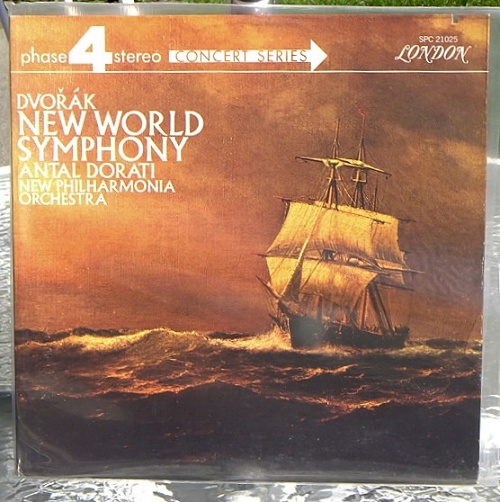 phase 4 stereo CONCERT SERIES
SPC 21025
LONDON
DVOŘÁK
NEW WORLD
SYMPHONY
ANTAL DORATI
NEW PHILHARMONIA
ORCHESTRA